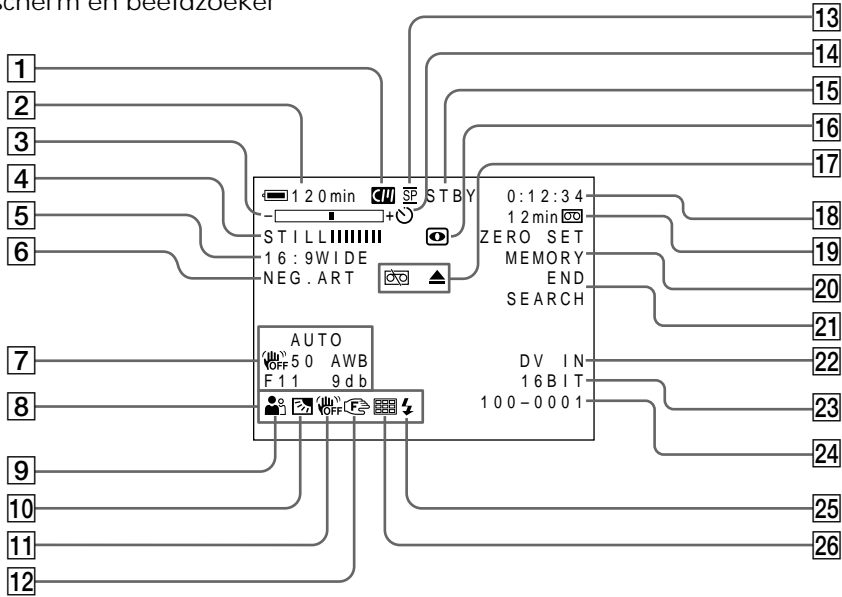 scherm en beeldzoeker
13
14
15
16
17
1
2
3
4
5
6
7
8
9
10
11
12
120min SP STBY 0:12:34
− + 12min
STILL ZERO SET
16:9WIDE MEMORY
NEG.ART END
SEARCH
AUTO
OFF 50 AWB DV IN
F11 9db 16BIT
OFF F 100–0001
18
19
20
21
22
23
24
25
26